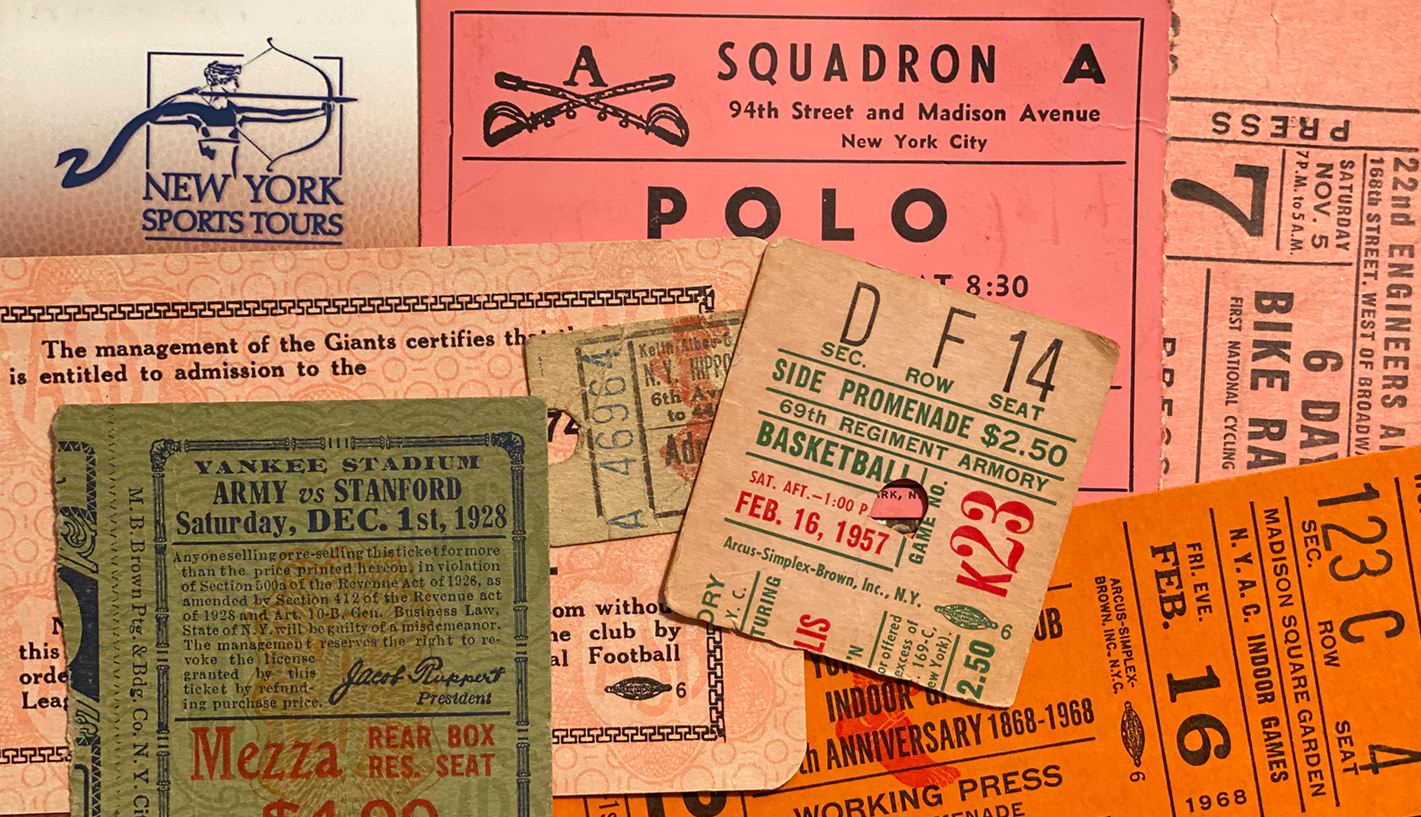 NEW YORK
SPORTS TOURS
A
SQUADRON A
94th Street and Madison Avenue
New York City
POLO
AT 8:30
PRESS
7
SATURDAY
NOV. 5
7 P.M. to 5 A.M.
22nd ENGINEERS
168th STREET, WEST OF
6 DAY
BIKE
FIRST NATIONAL CYCLING
The management of the Giants certifies that
is entitled to admission to the
without
club by
Football
6
this
A 46964
N.Y.
6th
to
D F 14
SEC. ROW SEAT
SIDE PROMENADE $2.50
69th REGIMENT ARMORY
BASKETBALL
SAT. AFT.–1:00 P
FEB. 16, 1957
GAME No.
K23
Arcus-Simplex-Brown, Inc., N.Y.
6
or offered
excess of
2.50
M. B. Brown Ptg & Bdg. Co. N. Y.
YANKEE STADIUM
ARMY vs STANFORD
Saturday, DEC. 1st, 1928
Anyone selling or re-selling this ticket for more
than the price printed hereon, in violation
of Section 500a of the Revenue Act of 1926, as
amended by Section 412 of the Revenue act
of 1928 and Art. 10-B. Gen. Business Law,
State of N.Y. will be guilty of a misdemeanor.
The management reserves the right to re-
voke the license
granted by this
ticket by refund-
ing purchase price.
Jacob Ruppert
President
Mezza REAR BOX
RES. SEAT
INDOOR
ANNIVERSARY 1868-1968
WORKING PRESS
ARCUS-SIMPLEX-
BROWN, INC., N.Y.C.
6
FRI. EVE.
FEB. 16
1968
N. Y. A. C. INDOOR GAMES
MADISON SQUARE GARDEN
SEC. ROW SEAT
123 C 4